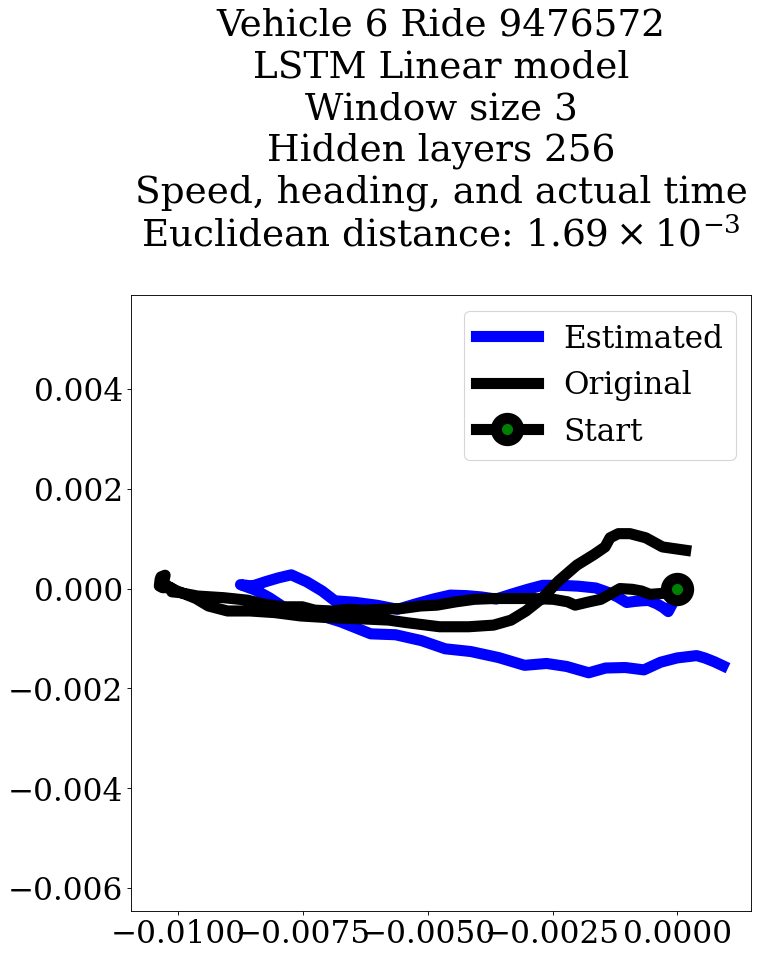 Vehicle 6 Ride 9476572
LSTM Linear model
Window size 3
Hidden layers 256
Speed, heading, and actual time
Euclidean distance: 1.69 × 10⁻³
Estimated
Original
Start
0.004
0.002
0.000
−0.002
−0.004
−0.006
−0.0100 −0.0075 −0.0050 −0.0025 0.0000